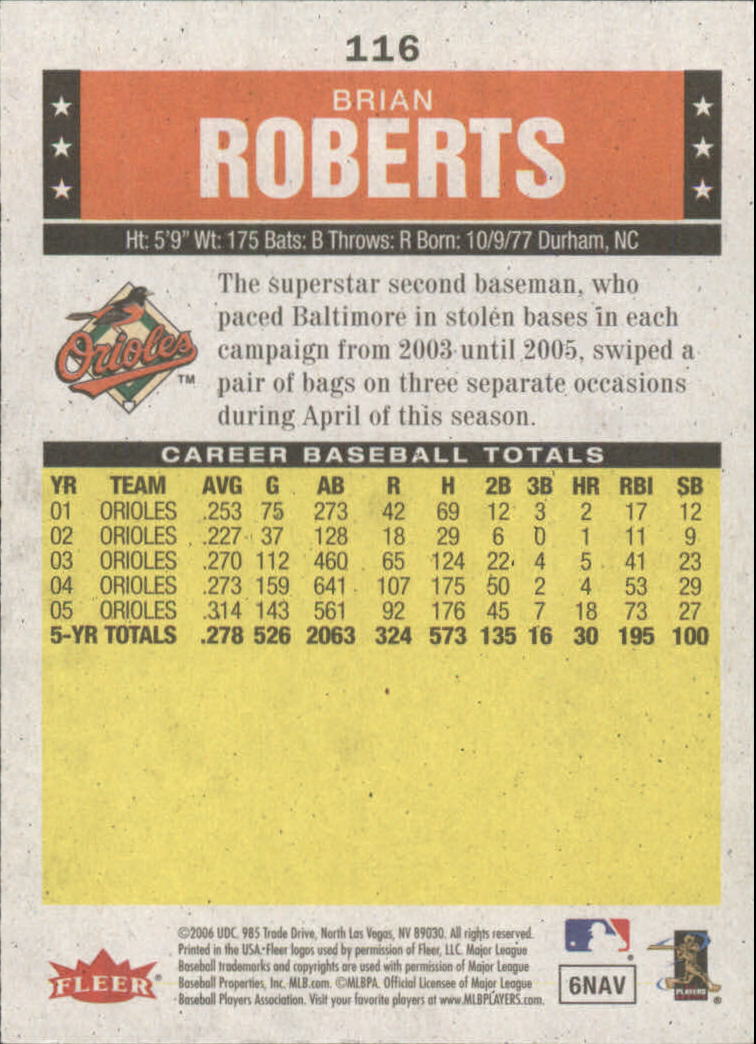 116
BRIAN
ROBERTS
Ht: 5'9" Wt: 175 Bats: B Throws: R Born: 10/9/77 Durham, NC
The superstar second baseman, who
paced Baltimore in stolen bases in each
campaign from 2003 until 2005, swiped a
pair of bags on three separate occasions
during April of this season.
Orioles
TM
CAREER BASEBALL TOTALS
YR TEAM AVG G AB R H 2B 3B HR RBI SB
01 ORIOLES .253 75 273 42 69 12 3 2 17 12
02 ORIOLES .227 37 128 18 29 6 0 1 11 9
03 ORIOLES .270 112 460 65 124 22 4 5 41 23
04 ORIOLES .273 159 641 107 175 50 2 4 53 29
05 ORIOLES .314 143 561 92 176 45 7 18 73 27
5-YR TOTALS .278 526 2063 324 573 135 16 30 195 100
FLEER®
©2006 UDC. 985 Trade Drive, North Las Vegas, NV 89030. All rights reserved.
Printed in the USA•Fleer logos used by permission of Fleer, LLC. Major League
Baseball trademarks and copyrights are used with permission of Major League
Baseball Properties, Inc. MLB.com. ©MLBPA. Official Licensee of Major League
Baseball Players Association. Visit your favorite players at www.MLBPLAYERS.com.
®
6NAV
PLAYERS
®